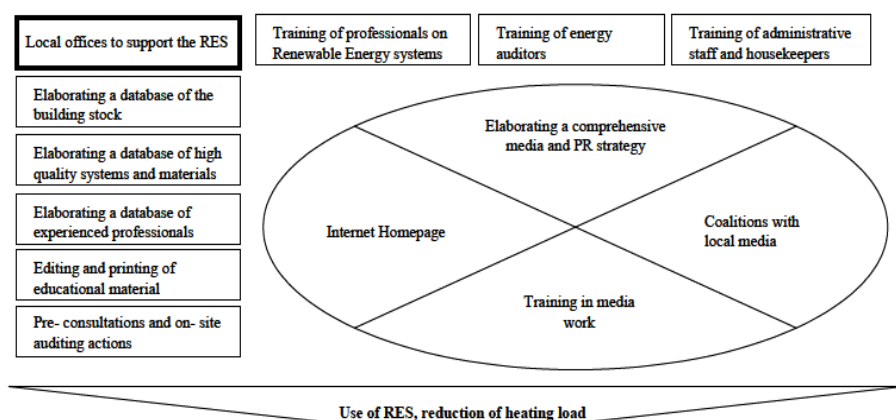 Local offices to support the RES
Training of professionals on
Renewable Energy systems
Training of energy
auditors
Training of administrative
staff and housekeepers
Elaborating a database of the
building stock
Elaborating a database of high
quality systems and materials
Elaborating a database of
experienced professionals
Editing and printing of
educational material
Pre- consultations and on- site
auditing actions
Elaborating a comprehensive
media and PR strategy
Internet Homepage
Coalitions with
local media
Training in media
work
Use of RES, reduction of heating load